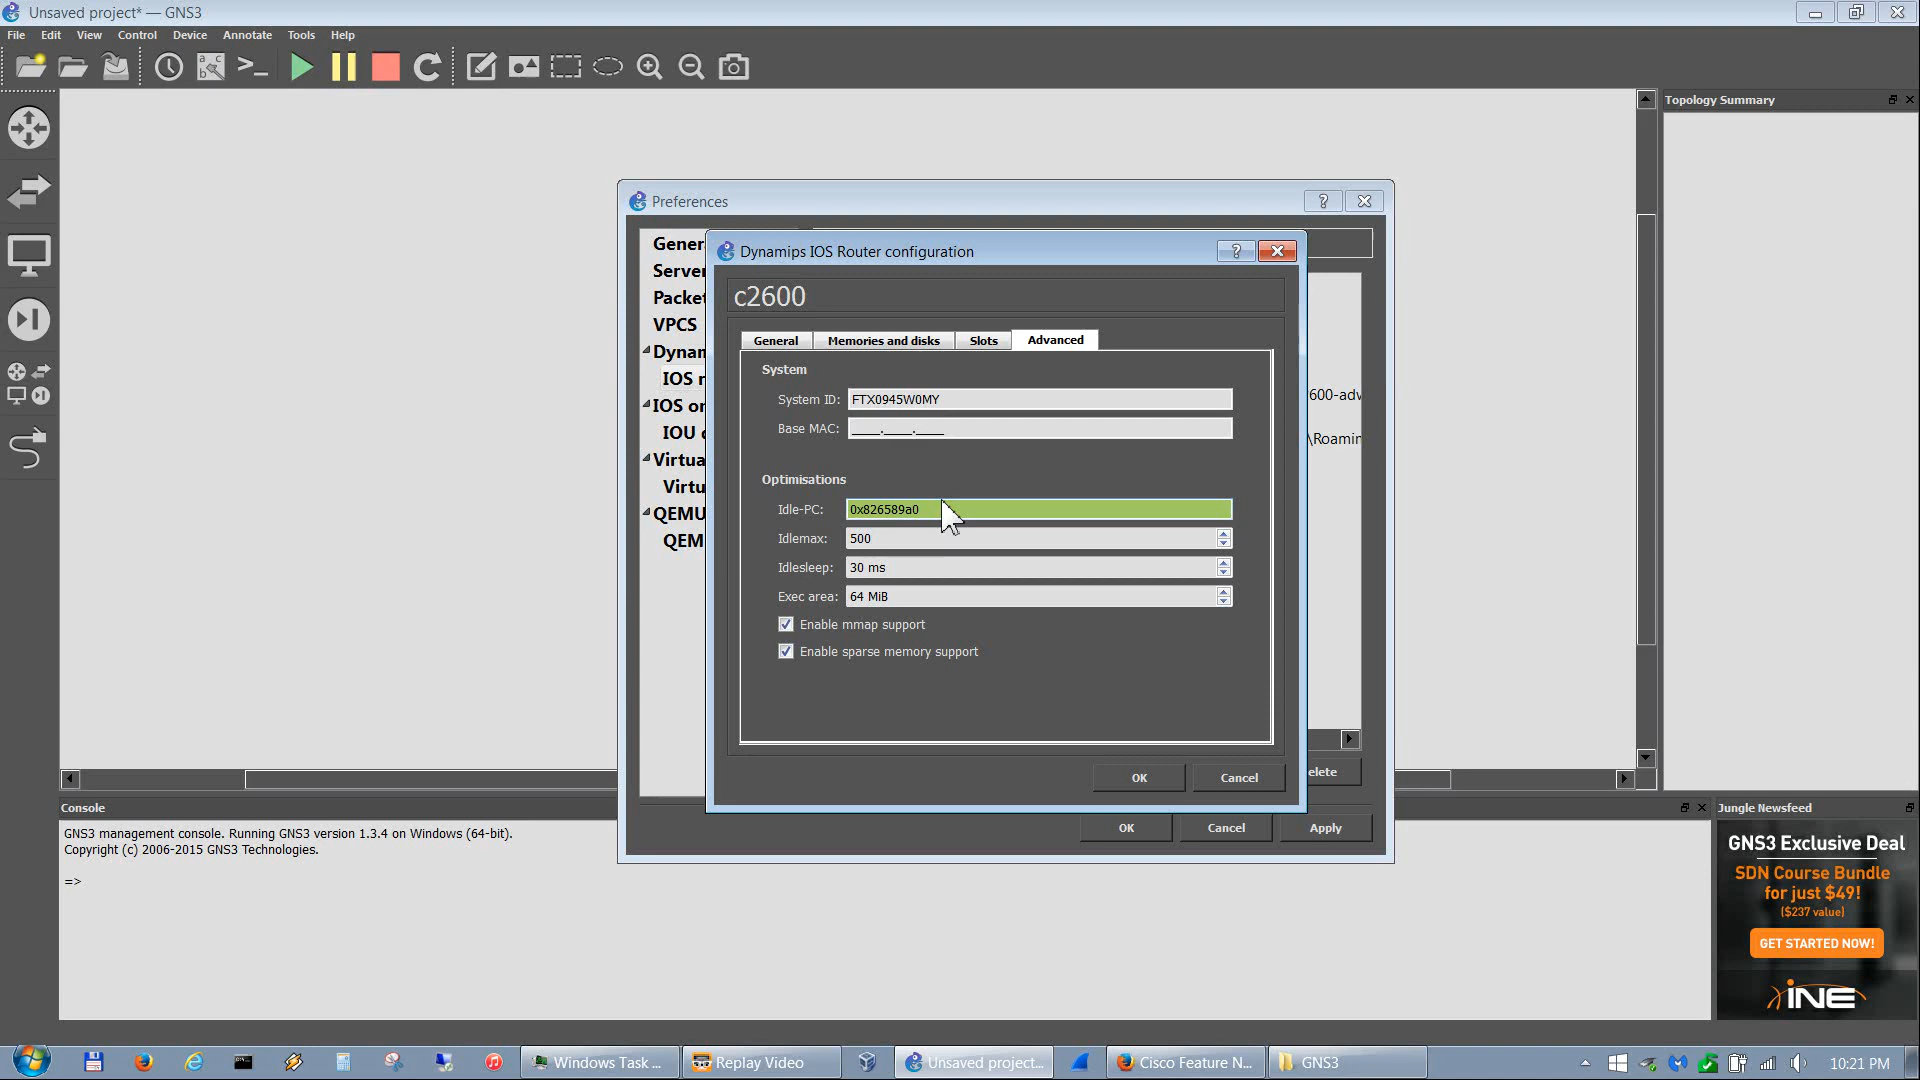 Unsaved project* — GNS3
File Edit View Control Device Annotate Tools Help
Topology Summary
Preferences
Gener
Server
Packet
VPCS
Dynam
IOS r
IOS on
IOU d
Virtua
Virtu
QEMU
QEM
Dynamips IOS Router configuration
c2600
General Memories and disks Slots Advanced
System
System ID: FTX0945W0MY
Base MAC: ____.____.____
Optimisations
Idle-PC: 0x826589a0
Idlemax: 500
Idlesleep: 30 ms
Exec area: 64 MiB
Enable mmap support
Enable sparse memory support
OK Cancel
600-adv
\Roamin
elete
OK Cancel Apply
Console
GNS3 management console. Running GNS3 version 1.3.4 on Windows (64-bit).
Copyright (c) 2006-2015 GNS3 Technologies.
=>
Jungle Newsfeed
GNS3 Exclusive Deal
SDN Course Bundle
for just $49!
($237 value)
GET STARTED NOW!
INE
Windows Task ... Replay Video Unsaved project... Cisco Feature N... GNS3 10:21 PM